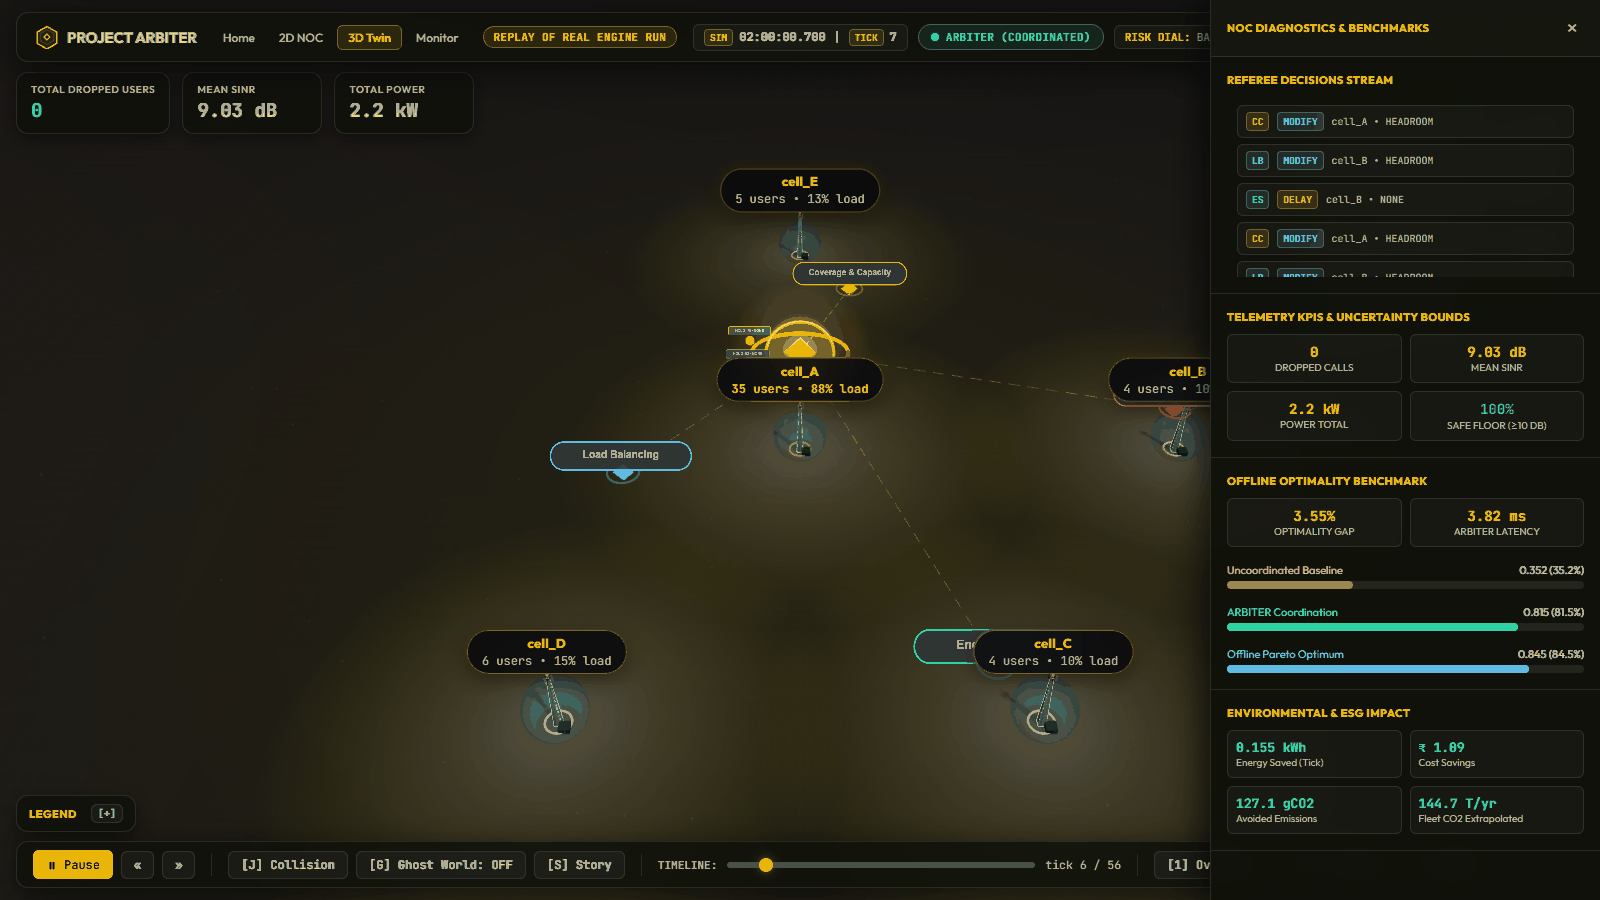 PROJECT ARBITER
Home
2D NOC
3D Twin
Monitor
REPLAY OF REAL ENGINE RUN
SIM 02:00:00.700 | TICK 7
ARBITER (COORDINATED)
RISK DIAL: BA
TOTAL DROPPED USERS
0
MEAN SINR
9.03 dB
TOTAL POWER
2.2 kW
cell_E
5 users • 13% load
Coverage & Capacity
cell_A
35 users • 88% load
cell_B
4 users • 10
Load Balancing
cell_D
6 users • 15% load
Ene
cell_C
4 users • 10% load
LEGEND [+]
⏸ Pause
«
»
[J] Collision
[G] Ghost World: OFF
[S] Story
TIMELINE:
tick 6 / 56
[1] Ov
NOC DIAGNOSTICS & BENCHMARKS
×
REFEREE DECISIONS STREAM
CC MODIFY cell_A • HEADROOM
LB MODIFY cell_B • HEADROOM
ES DELAY cell_B • NONE
CC MODIFY cell_A • HEADROOM
LB MODIFY cell_B • HEADROOM
TELEMETRY KPIS & UNCERTAINTY BOUNDS
0
DROPPED CALLS
9.03 dB
MEAN SINR
2.2 kW
POWER TOTAL
100%
SAFE FLOOR (≥10 DB)
OFFLINE OPTIMALITY BENCHMARK
3.55%
OPTIMALITY GAP
3.82 ms
ARBITER LATENCY
Uncoordinated Baseline 0.352 (35.2%)
ARBITER Coordination 0.815 (81.5%)
Offline Pareto Optimum 0.845 (84.5%)
ENVIRONMENTAL & ESG IMPACT
0.155 kWh
Energy Saved (Tick)
₹ 1.09
Cost Savings
127.1 gCO2
Avoided Emissions
144.7 T/yr
Fleet CO2 Extrapolated